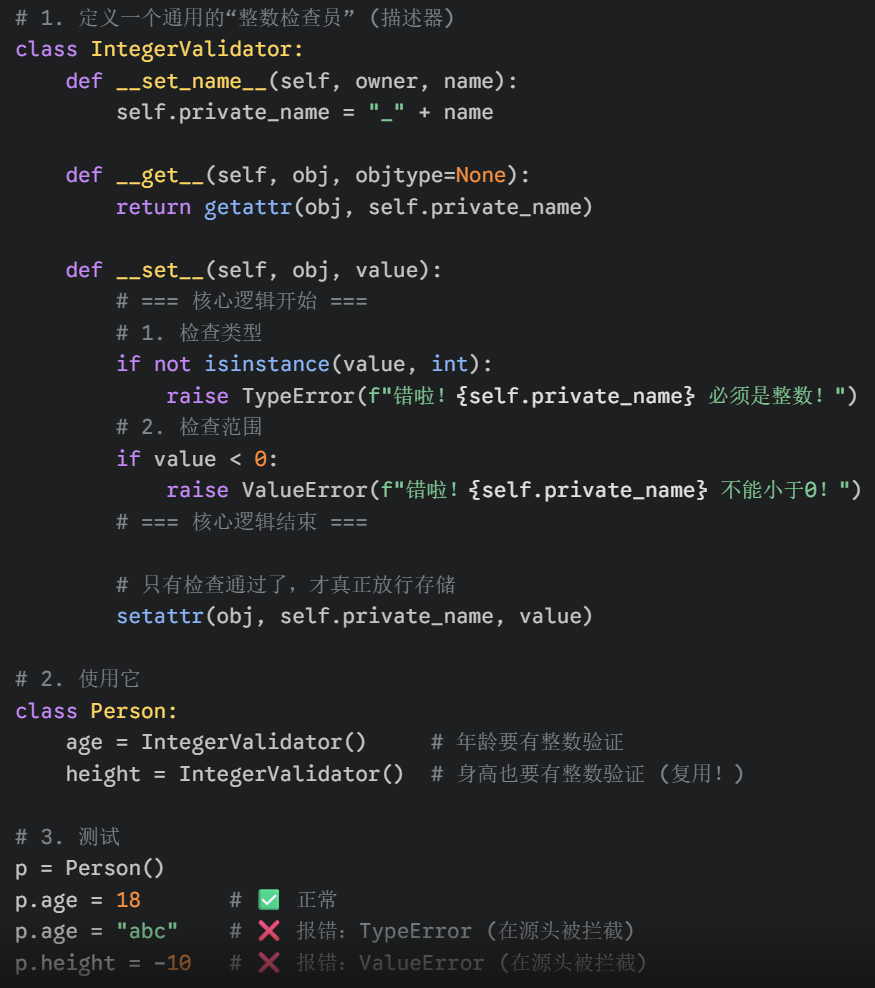 # 1. 定义一个通用的“整数检查员” (描述器)
class IntegerValidator:
    def __set_name__(self, owner, name):
        self.private_name = "_" + name

    def __get__(self, obj, objtype=None):
        return getattr(obj, self.private_name)

    def __set__(self, obj, value):
        # === 核心逻辑开始 ===
        # 1. 检查类型
        if not isinstance(value, int):
            raise TypeError(f"错啦！{self.private_name} 必须是整数！")
        # 2. 检查范围
        if value < 0:
            raise ValueError(f"错啦！{self.private_name} 不能小于0！")
        # === 核心逻辑结束 ===

        # 只有检查通过了，才真正放行存储
        setattr(obj, self.private_name, value)

# 2. 使用它
class Person:
    age = IntegerValidator()     # 年龄要有整数验证
    height = IntegerValidator()  # 身高也要有整数验证 (复用！)

# 3. 测试
p = Person()
p.age = 18       # ✅ 正常
p.age = "abc"    # ❌ 报错：TypeError (在源头被拦截)
p.height = -10   # ❌ 报错：ValueError (在源头被拦截)